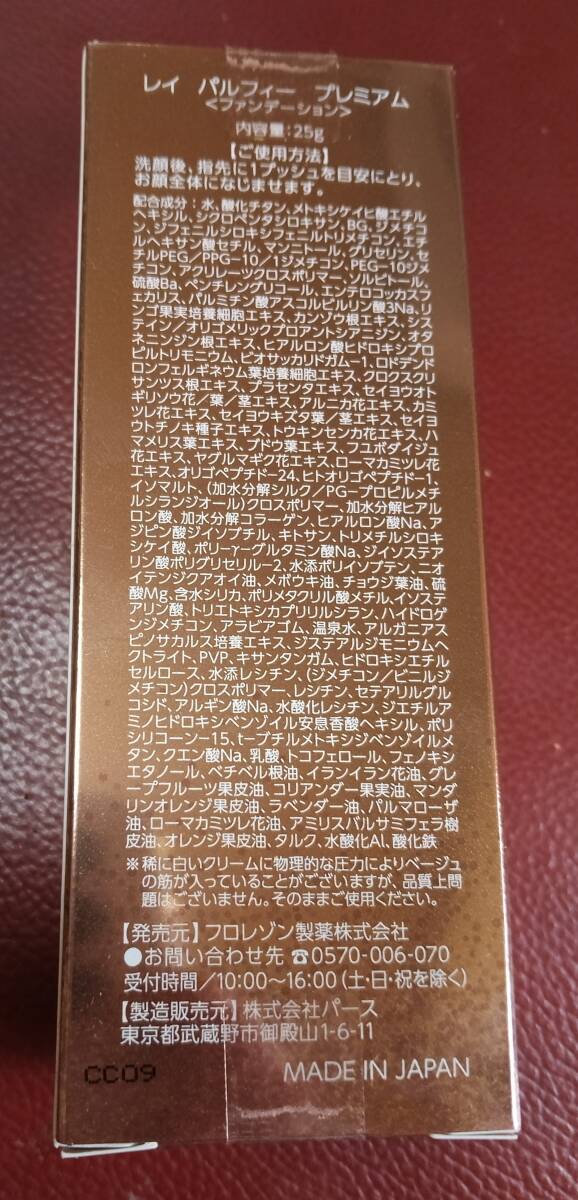 レイ パルフィー プレミアム
＜ファンデーション＞
内容量：25g
【ご使用方法】
洗顔後、指先に1プッシュを目安にとり、
お顔全体になじませます。
配合成分：水、酸化チタン、メトキシケイヒ酸エチル
ヘキシル、シクロペンタシロキサン、BG、ジメチコ
ン、ジフェニルシロキシフェニルトリメチコン、エチ
ルヘキサン酸セチル、マンニトール、グリセリン、セ
チルPEG／PPG－10／1ジメチコン、PEG－10ジメ
チコン、アクリレーツクロスポリマー、ソルビトール、
硫酸Ba、ペンチレングリコール、エンテロコッカスフ
ェカリス、パルミチン酸アスコルビルリン酸3Na、リ
ンゴ果実培養細胞エキス、カンゾウ根エキス、シス
テイン／オリゴメリックプロアントシアニジン、オタ
ネニンジン根エキス、ヒアルロン酸ヒドロキシプロ
ピルトリモニウム、ビオサッカリドガム－1、ロドデンド
ロンフェルギネウム葉培養細胞エキス、クロクスクリ
サンツス根エキス、プラセンタエキス、セイヨウオト
ギリソウ花／葉／茎エキス、アルニカ花エキス、カミ
ツレ花エキス、セイヨウキズタ葉／茎エキス、セイヨ
ウトチノキ種子エキス、トウキンセンカ花エキス、ハ
マメリス葉エキス、ブドウ葉エキス、フユボダイジュ
花エキス、ヤグルマギク花エキス、ローマカミツレ花
エキス、オリゴペプチド－24、ヒトオリゴペプチド－1、
イソマルト、（加水分解シルク／PG－プロピルメチ
ルシランジオール）クロスポリマー、加水分解ヒアル
ロン酸、加水分解コラーゲン、ヒアルロン酸Na、ア
ジピン酸ジイソプチル、キトサン、トリメチルシロキ
シケイ酸、ポリ－γ－グルタミン酸Na、ジイソステア
リン酸ポリグリセリル－2、水添ポリイソブテン、ニオ
イテンジクアオイ油、メボウキ油、チョウジ葉油、硫
酸Mg、含水シリカ、ポリメタクリル酸メチル、イソステ
アリン酸、トリエトキシカプリリルシラン、ハイドロゲ
ンジメチコン、アラビアゴム、温泉水、アルガニアス
ピノサカルス培養エキス、ジステアルジモニウムヘ
クトライト、PVP、キサンタンガム、ヒドロキシエチル
セルロース、水添レシチン、（ジメチコン／ビニルジ
メチコン）クロスポリマー、レシチン、セテアリルグル
コシド、アルギン酸Na、水酸化レシチン、ジエチルア
ミノヒドロキシベンゾイル安息香酸ヘキシル、ポリ
シリコーン－15、t－ブチルメトキシジベンゾイルメ
タン、クエン酸Na、乳酸、トコフェロール、フェノキシ
エタノール、ベチベル根油、イランイラン花油、グレ
ープフルーツ果皮油、コリアンダー果実油、マンダ
リンオレンジ果皮油、ラベンダー油、パルマローザ
油、ローマカミツレ花油、アミリスバルサミフェラ樹
皮油、オレンジ果皮油、タルク、水酸化Al、酸化鉄
※稀に白いクリームに物理的な圧力によりベージュ
の筋が入っていることがございますが、品質上問
題はございません。そのままご使用ください。
【発売元】フロレゾン製薬株式会社
●お問い合わせ先 ☎0570-006-070
受付時間／10:00～16:00（土・日・祝を除く）
【製造販売元】株式会社パース
東京都武蔵野市御殿山1-6-11
CC09 MADE IN JAPAN